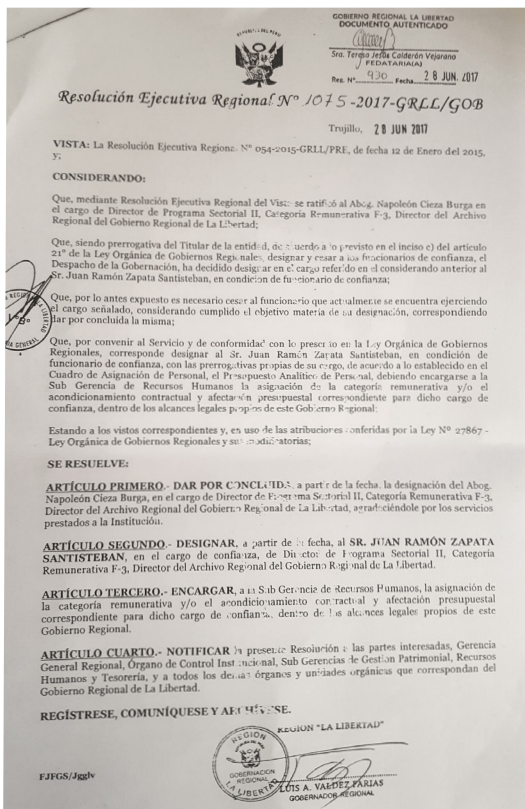 GOBIERNO REGIONAL LA LIBERTAD
DOCUMENTO AUTENTICADO
Sra. Teresa Jesús Calderón Vejarano
FEDATARIA(A)
Reg. Nº 930 Fecha 28 JUN. 2017
REPUBLICA DEL PERU
Resolución Ejecutiva Regional Nº 1075-2017-GRLL/GOB
Trujillo, 28 JUN 2017
VISTA: La Resolución Ejecutiva Regional Nº 054-2015-GRLL/PRE, de fecha 12 de Enero del 2015,
y;
CONSIDERANDO:
Que, mediante Resolución Ejecutiva Regional del Visto se ratificó al Abog. Napoleón Cieza Burga en
el cargo de Director de Programa Sectorial II, Categoría Remunerativa F-3, Director del Archivo
Regional del Gobierno Regional de La Libertad;
Que, siendo prerrogativa del Titular de la entidad, de acuerdo a lo previsto en el inciso c) del artículo
21º de la Ley Orgánica de Gobiernos Regionales, designar y cesar a los funcionarios de confianza, el
Despacho de la Gobernación, ha decidido designar en el cargo referido en el considerando anterior al
Sr. Juan Ramón Zapata Santisteban, en condición de funcionario de confianza;
Que, por lo antes expuesto es necesario cesar al funcionario que actualmente se encuentra ejerciendo
el cargo señalado, considerando cumplido el objetivo materia de su designación, correspondiendo
dar por concluida la misma;
Que, por convenir al Servicio y de conformidad con lo prescrito en la Ley Orgánica de Gobiernos
Regionales, corresponde designar al Sr. Juan Ramón Zapata Santisteban, en condición de
funcionario de confianza, con las prerrogativas propias de su cargo, de acuerdo a lo establecido en el
Cuadro de Asignación de Personal, el Presupuesto Analítico de Personal, debiendo encargarse a la
Sub Gerencia de Recursos Humanos la asignación de la categoría remunerativa y/o el
acondicionamiento contractual y afectación presupuestal correspondiente para dicho cargo de
confianza, dentro de los alcances legales propios de este Gobierno Regional;
Estando a los vistos correspondientes y, en uso de las atribuciones conferidas por la Ley Nº 27867 -
Ley Orgánica de Gobiernos Regionales y sus modificatorias;
SE RESUELVE:
ARTÍCULO PRIMERO.- DAR POR CONCLUIDA, a partir de la fecha, la designación del Abog.
Napoleón Cieza Burga, en el cargo de Director de Programa Sectorial II, Categoría Remunerativa F-3,
Director del Archivo Regional del Gobierno Regional de La Libertad, agradeciéndole por los servicios
prestados a la Institución.
ARTÍCULO SEGUNDO.- DESIGNAR, a partir de la fecha, al SR. JUAN RAMÓN ZAPATA
SANTISTEBAN, en el cargo de confianza, de Director de Programa Sectorial II, Categoría
Remunerativa F-3, Director del Archivo Regional del Gobierno Regional de La Libertad.
ARTÍCULO TERCERO.- ENCARGAR, a la Sub Gerencia de Recursos Humanos, la asignación de
la categoría remunerativa y/o el acondicionamiento contractual y afectación presupuestal
correspondiente para dicho cargo de confianza, dentro de los alcances legales propios de este
Gobierno Regional.
ARTÍCULO CUARTO.- NOTIFICAR la presente Resolución a las partes interesadas, Gerencia
General Regional, Órgano de Control Institucional, Sub Gerencias de Gestión Patrimonial, Recursos
Humanos y Tesorería, y a todos los demás órganos y unidades orgánicas que correspondan del
Gobierno Regional de La Libertad.
REGÍSTRESE, COMUNÍQUESE Y ARCHÍVESE.
REGION "LA LIBERTAD"
REGION
GOBERNACION
REGIONAL
LA LIBERTAD
LUIS A. VALDEZ FARIAS
GOBERNADOR REGIONAL
FJFGS/Jgglv